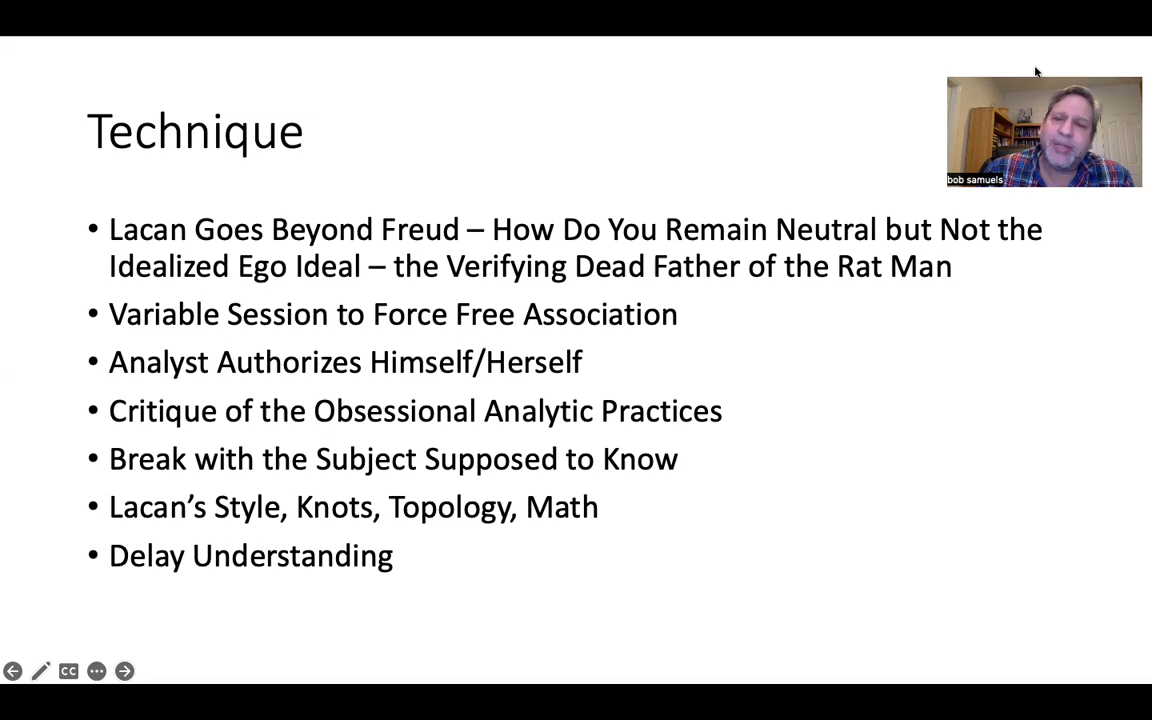 Technique
bob samuels
• Lacan Goes Beyond Freud – How Do You Remain Neutral but Not the
Idealized Ego Ideal – the Verifying Dead Father of the Rat Man
• Variable Session to Force Free Association
• Analyst Authorizes Himself/Herself
• Critique of the Obsessional Analytic Practices
• Break with the Subject Supposed to Know
• Lacan’s Style, Knots, Topology, Math
• Delay Understanding
CC